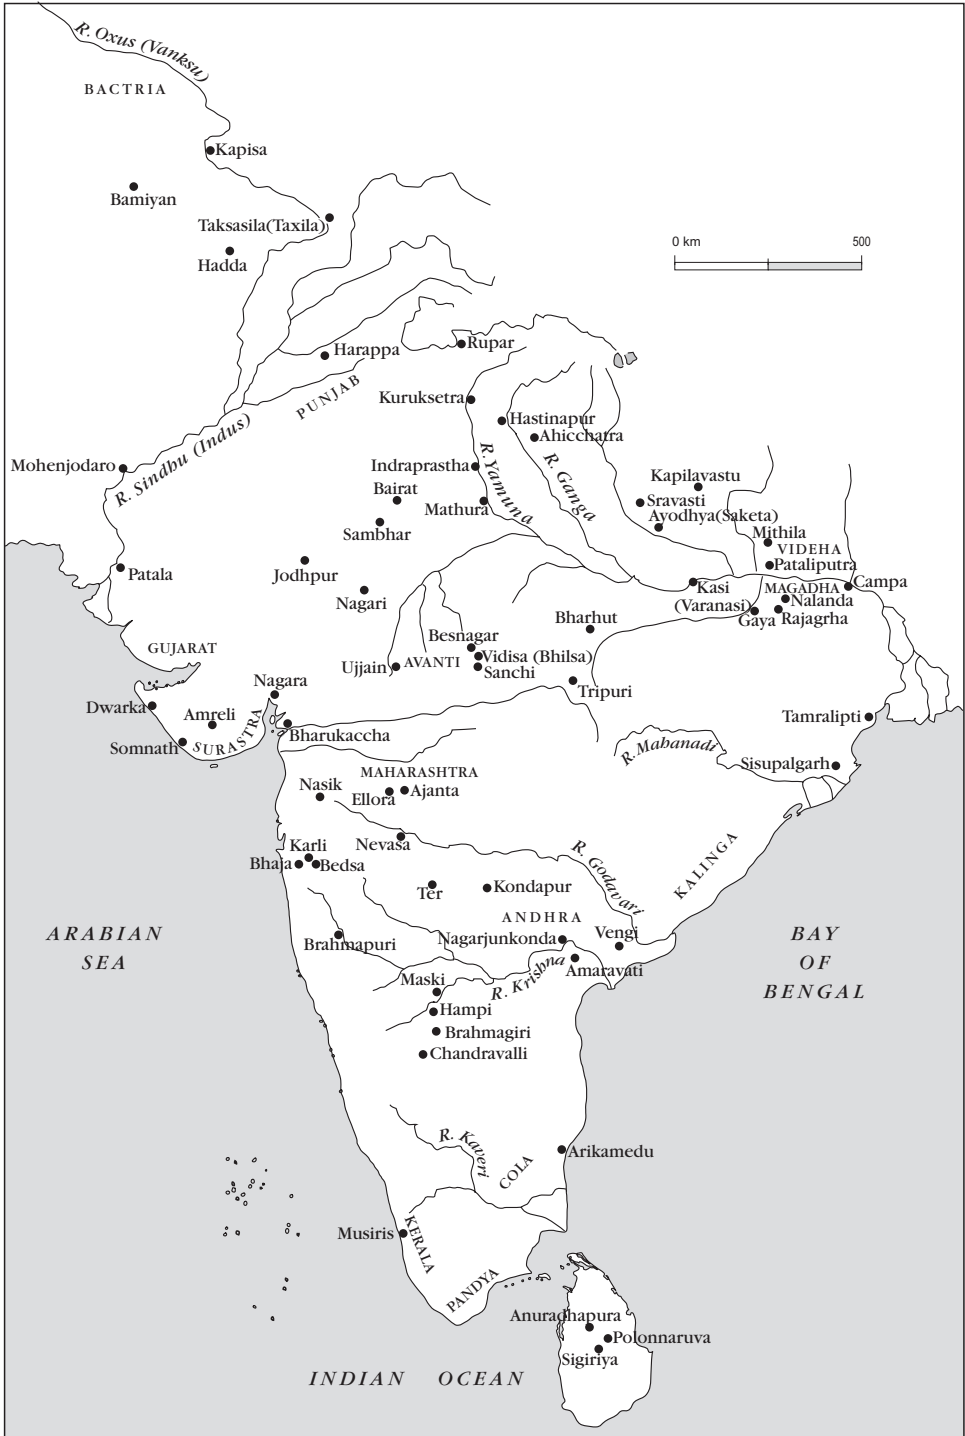 R. Oxus (Vanksu)
BACTRIA
Kapisa
Bamiyan
Taksasila(Taxila)
Hadda
0 km 500
Harappa
Rupar
PUNJAB
Kuruksetra
Hastinapur
Ahicchatra
R. Sindhu (Indus)
Mohenjodaro
Indraprastha
R. Yamuna
R. Ganga
Bairat
Mathura
Kapilavastu
Sravasti
Ayodhya(Saketa)
Sambhar
Mithila
VIDEHA
Patala
Jodhpur
Pataliputra
Nagari
Kasi
(Varanasi)
MAGADHA
Campa
Nalanda
Gaya
Rajagrha
Bharhut
GUJARAT
Besnagar
Vidisa (Bhilsa)
Ujjain
AVANTI
Sanchi
Nagara
Tripuri
Dwarka
Amreli
Tamralipti
SURASTRA
Bharukaccha
Somnath
R. Mahanadi
Sisupalgarh
MAHARASHTRA
Nasik
Ellora
Ajanta
Nevasa
Karli
Bhaja
Bedsa
R. Godavari
KALINGA
Ter
Kondapur
ANDHRA
ARABIAN
SEA
Brahmapuri
Nagarjunkonda
Vengi
BAY
OF
BENGAL
Amaravati
R. Krishna
Maski
Hampi
Brahmagiri
Chandravalli
R. Kaveri
COLA
Arikamedu
Musiris
KERALA
PANDYA
Anuradhapura
Polonnaruva
Sigiriya
INDIAN OCEAN